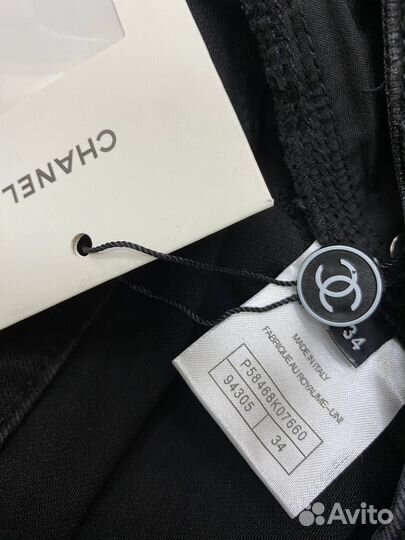 CHANEL
34
MADE IN ITALY
FABRIQUE AU ROYAUME-UNI
P58468K07660
94305 34
Avito